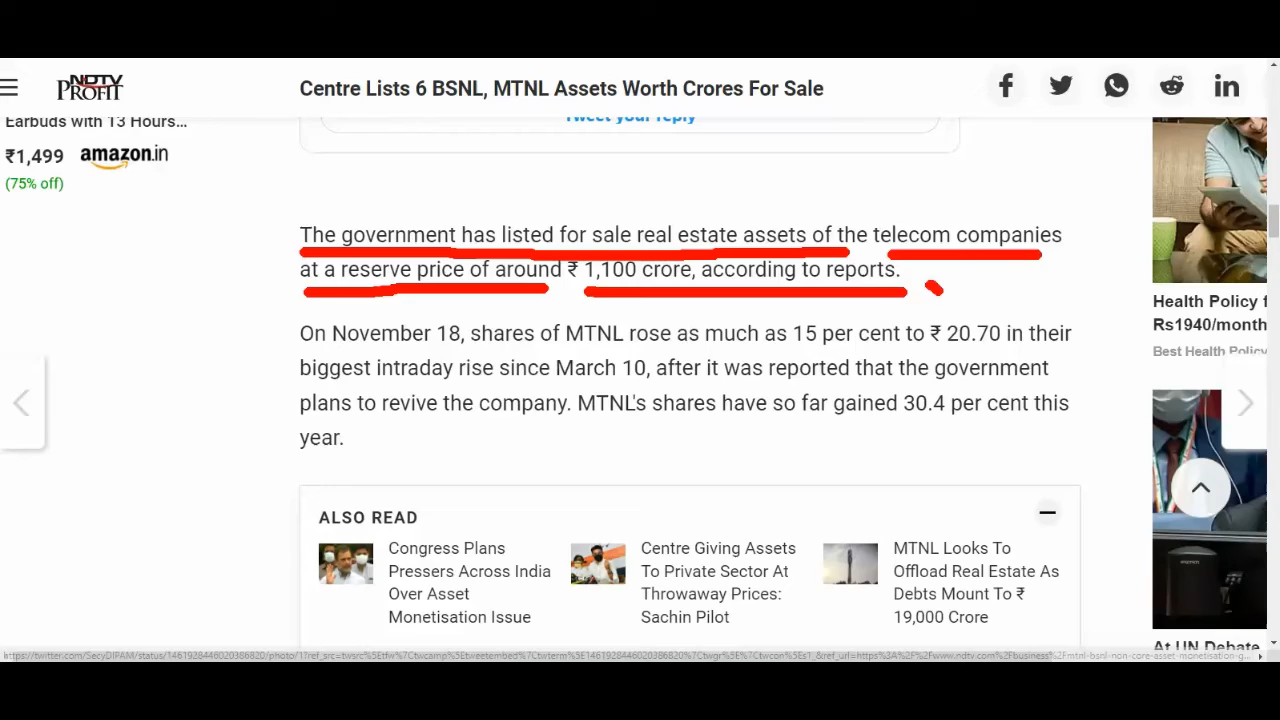 NDTV
PROFIT
Centre Lists 6 BSNL, MTNL Assets Worth Crores For Sale
Earbuds with 13 Hours...
₹1,499 amazon.in
(75% off)
Tweet your reply
The government has listed for sale real estate assets of the telecom companies
at a reserve price of around ₹ 1,100 crore, according to reports.
On November 18, shares of MTNL rose as much as 15 per cent to ₹ 20.70 in their
biggest intraday rise since March 10, after it was reported that the government
plans to revive the company. MTNL's shares have so far gained 30.4 per cent this
year.
ALSO READ
Congress Plans
Pressers Across India
Over Asset
Monetisation Issue
Centre Giving Assets
To Private Sector At
Throwaway Prices:
Sachin Pilot
MTNL Looks To
Offload Real Estate As
Debts Mount To ₹
19,000 Crore
Health Policy f
Rs1940/month
Best Health Policy
At UN Debate